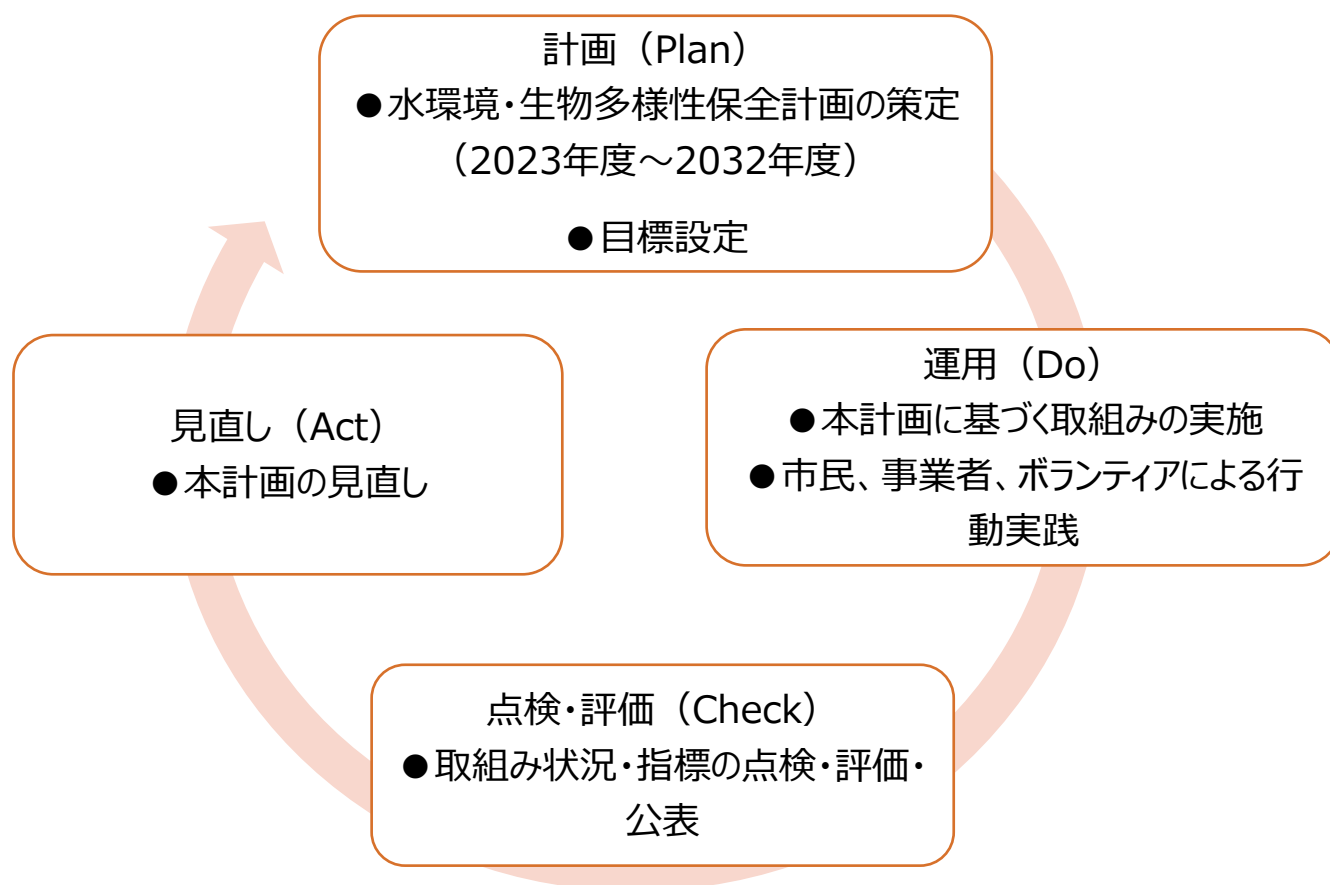 計画（Plan）
●水環境・生物多様性保全計画の策定
（2023年度～2032年度）
●目標設定
運用（Do）
●本計画に基づく取組みの実施
●市民、事業者、ボランティアによる行
動実践
点検・評価（Check）
●取組み状況・指標の点検・評価・
公表
見直し（Act）
●本計画の見直し